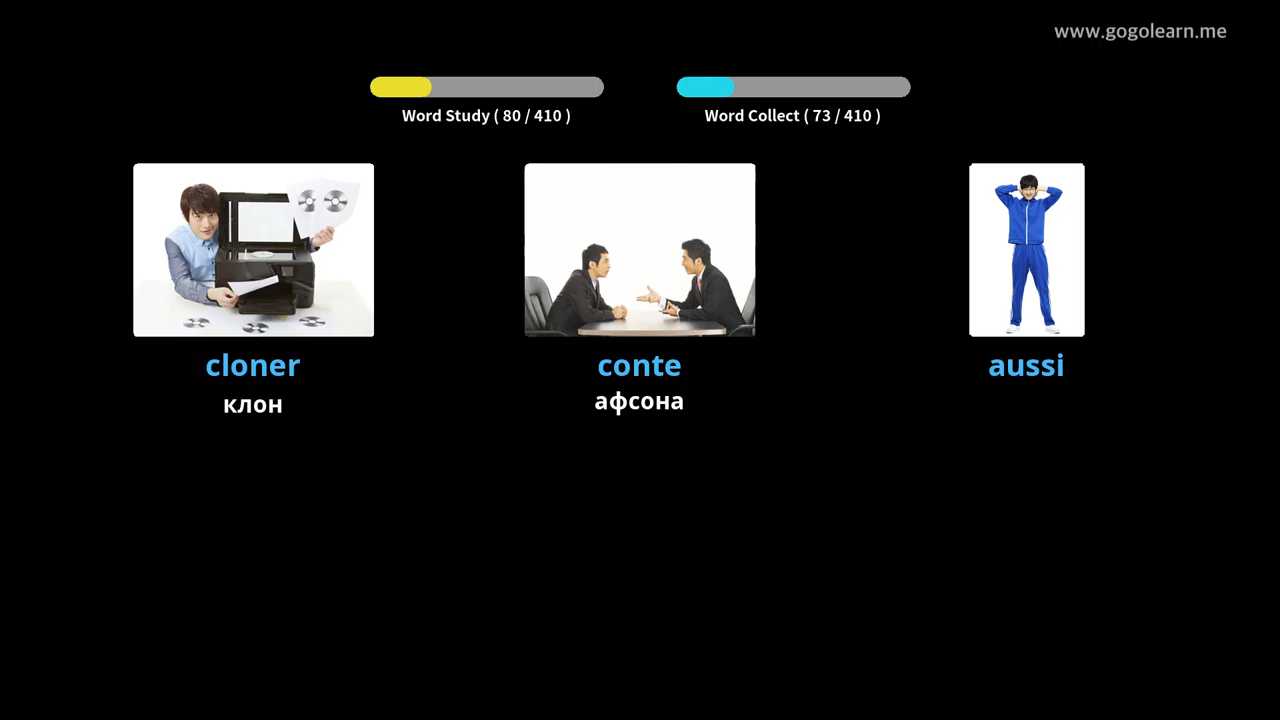 www.gogolearn.me
Word Study ( 80 / 410 )
Word Collect ( 73 / 410 )
cloner
conte
aussi
клон
афсона